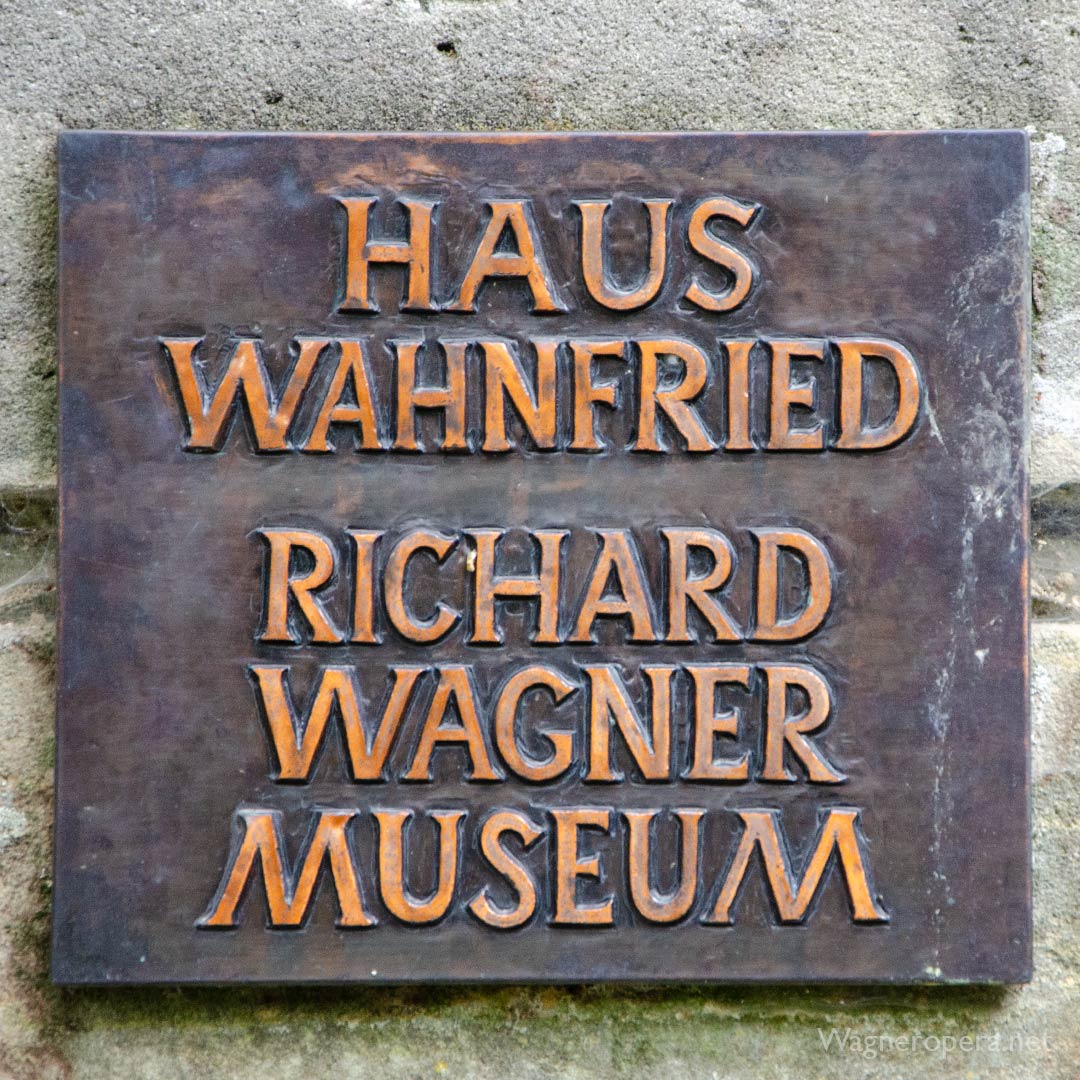 HAUS
WAHNFRIED
RICHARD
WAGNER
MUSEUM
Wagneropera.net